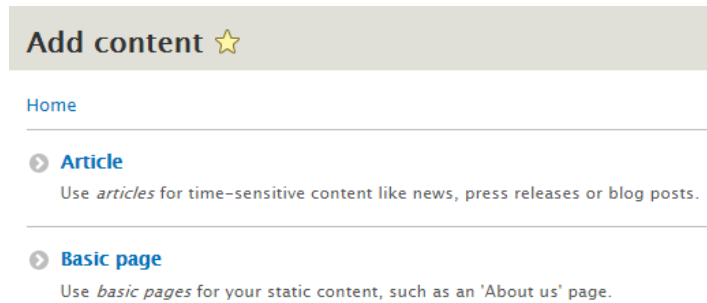 Add content
Home
Article
Use articles for time-sensitive content like news, press releases or blog posts.
Basic page
Use basic pages for your static content, such as an 'About us' page.